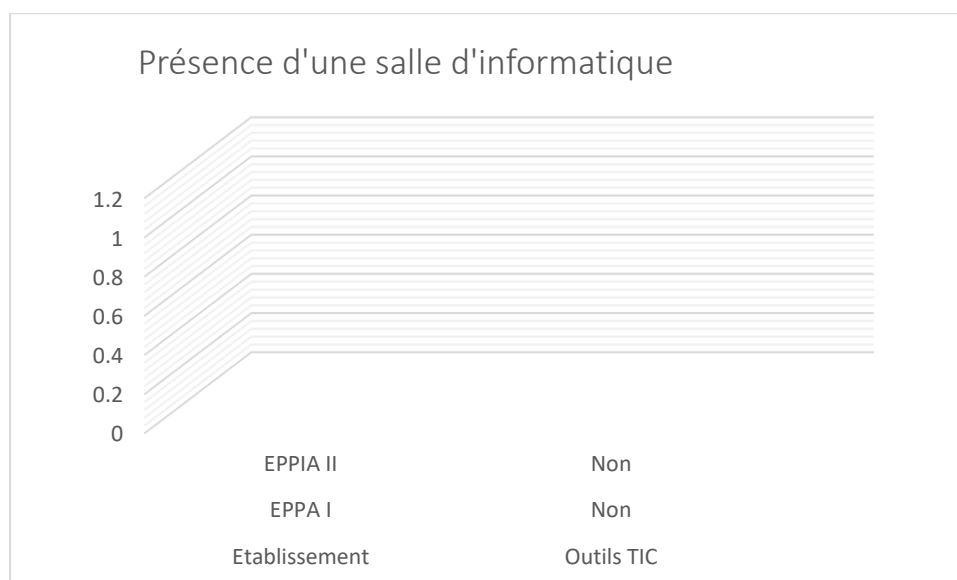 Présence d'une salle d'informatique
1.2
1
0.8
0.6
0.4
0.2
0
EPPIA II Non
EPPA I Non
Etablissement Outils TIC